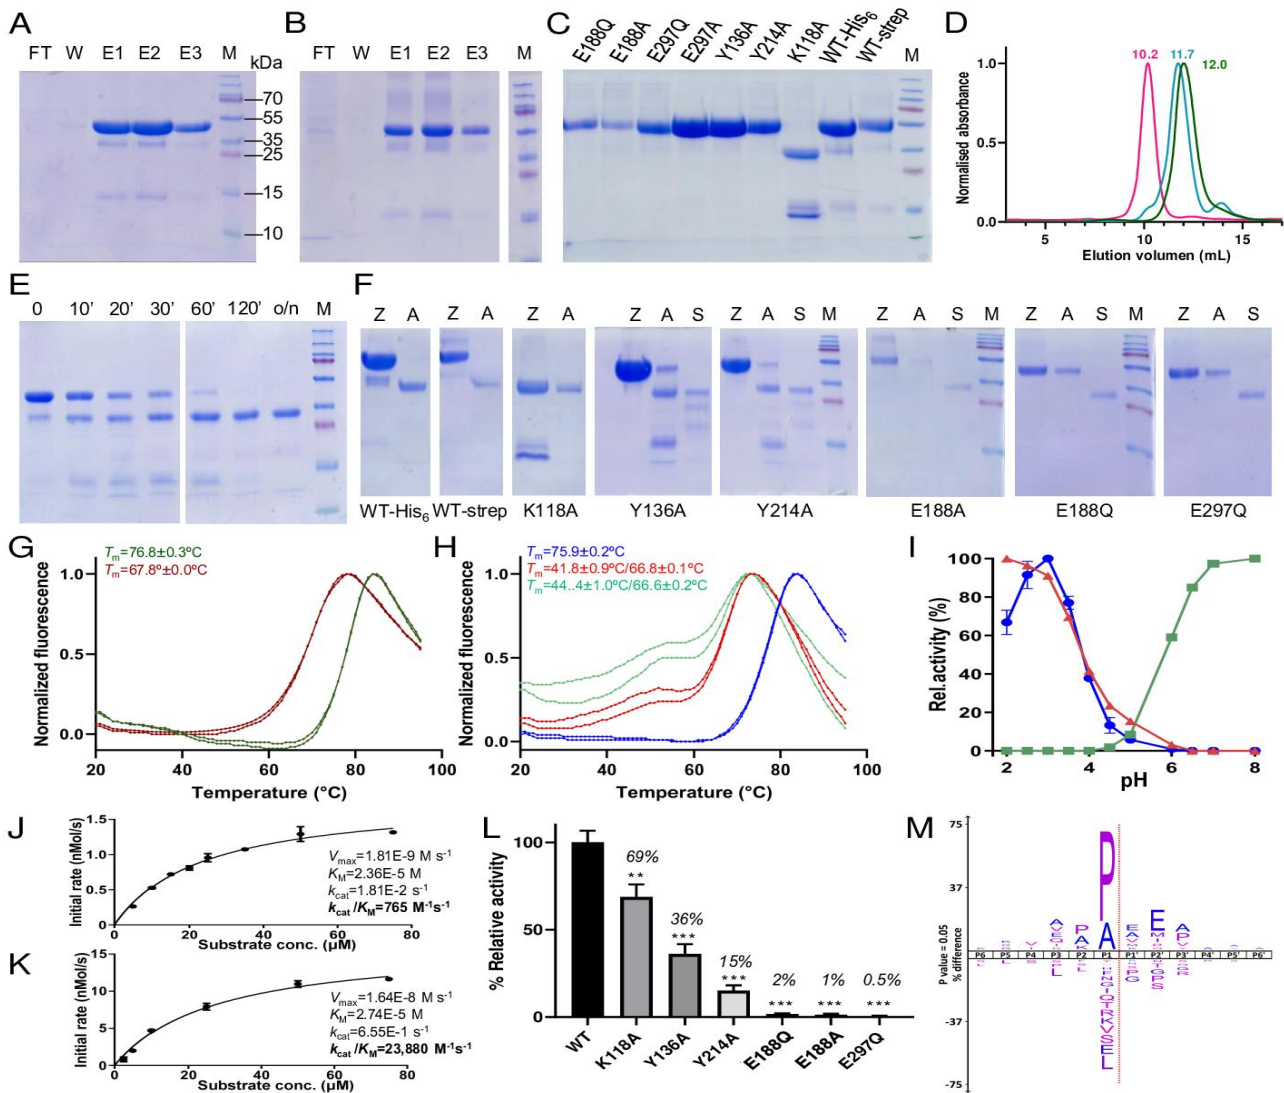 A
FT W E1 E2 E3 M
kDa
70
55
35
25
15
10
B
FT W E1 E2 E3 M
C
E188Q E188A E297Q E297A Y136A Y214A K118A WT-His6 WT-strep M
D
10.2 11.7 12.0
1.0
0.5
0.0
Normalised absorbance
5 10 15
Elution volumen (mL)
E
0 10' 20' 30' 60' 120' o/n M
F
Z A Z A Z A Z A S Z A S M Z A S M Z A S M Z A S
WT-His6 WT-strep K118A Y136A Y214A E188A E188Q E297Q
G
Tm=76.8±0.3ºC
Tm=67.8º±0.0ºC
1.0
0.5
0.0
Normalized fluorescence
20 40 60 80 100
Temperature (°C)
H
Tm=75.9±0.2ºC
Tm=41.8±0.9ºC/66.8±0.1ºC
Tm=44..4±1.0ºC/66.6±0.2ºC
1.0
0.5
0.0
Normalized fluorescence
20 40 60 80 100
Temperature (°C)
I
100
80
60
40
20
0
Rel.activity (%)
2 4 6 8
pH
J
1.5
1.0
0.5
0
Initial rate (nMol/s)
Vmax=1.81E-9 M s-1
KM=2.36E-5 M
kcat=1.81E-2 s-1
kcat/KM=765 M-1s-1
0 20 40 60 80
Substrate conc. (µM)
K
15
10
5
0
Initial rate (nMol/s)
Vmax=1.64E-8 M s-1
KM=2.74E-5 M
kcat=6.55E-1 s-1
kcat/KM=23,880 M-1s-1
0 20 40 60 80
Substrate conc. (µM)
L
100
50
0
% Relative activity
69%
**
36%
***
15%
***
2%
***
1%
***
0.5%
***
WT K118A Y136A Y214A E188Q E188A E297Q
M
75
37
-37
-75
P value = 0.05
% difference
P6 P5 P4 P3 P2 P1 P1' P2' P3' P4' P5' P6'